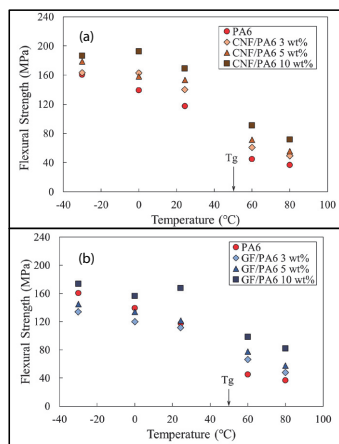 (a)
PA6
CNF/PA6 3 wt%
CNF/PA6 5 wt%
CNF/PA6 10 wt%
Flexural Strength (MPa)
240
200
160
120
80
40
0
Tg
-40 -20 0 20 40 60 80 100
Temperature (℃)
(b)
PA6
GF/PA6 3 wt%
GF/PA6 5 wt%
GF/PA6 10 wt%
Flexural Strength (MPa)
240
200
160
120
80
40
0
Tg
-40 -20 0 20 40 60 80 100
Temperature (℃)